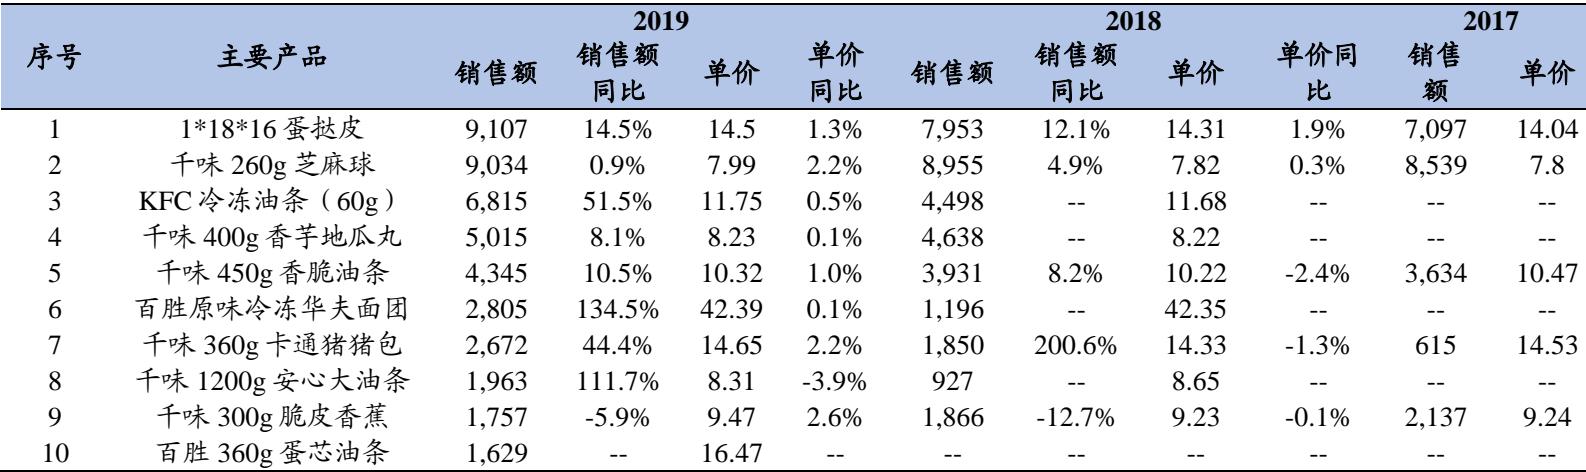 2019 2018 2017
序号 主要产品 销售额 销售额同比 单价 单价同比 销售额 销售额同比 单价 单价同比 销售额 单价
1 1*18*16 蛋挞皮 9,107 14.5% 14.5 1.3% 7,953 12.1% 14.31 1.9% 7,097 14.04
2 千味 260g 芝麻球 9,034 0.9% 7.99 2.2% 8,955 4.9% 7.82 0.3% 8,539 7.8
3 KFC 冷冻油条（60g） 6,815 51.5% 11.75 0.5% 4,498 -- 11.68 -- -- --
4 千味 400g 香芋地瓜丸 5,015 8.1% 8.23 0.1% 4,638 -- 8.22 -- -- --
5 千味 450g 香脆油条 4,345 10.5% 10.32 1.0% 3,931 8.2% 10.22 -2.4% 3,634 10.47
6 百胜原味冷冻华夫面团 2,805 134.5% 42.39 0.1% 1,196 -- 42.35 -- -- --
7 千味 360g 卡通猪猪包 2,672 44.4% 14.65 2.2% 1,850 200.6% 14.33 -1.3% 615 14.53
8 千味 1200g 安心大油条 1,963 111.7% 8.31 -3.9% 927 -- 8.65 -- -- --
9 千味 300g 脆皮香蕉 1,757 -5.9% 9.47 2.6% 1,866 -12.7% 9.23 -0.1% 2,137 9.24
10 百胜 360g 蛋芯油条 1,629 -- 16.47 -- -- -- -- -- -- --